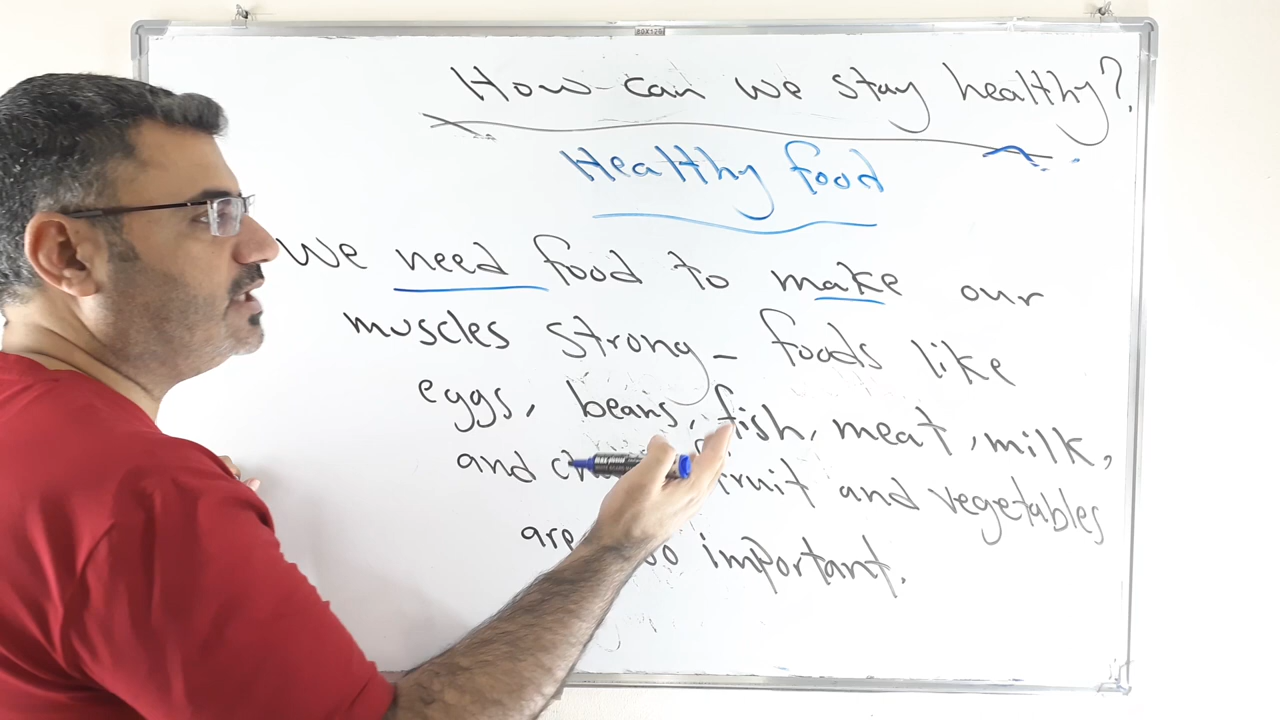 80X120
How can we stay healthy?
Healthy food
We need food to make our
muscles strong - foods like
eggs, beans, fish, meat, milk,
and fruit and vegetables
are important.